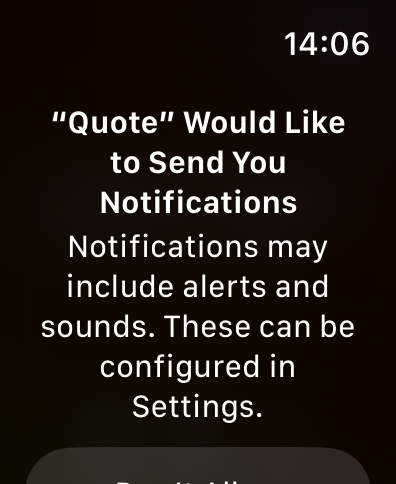 14:06
“Quote” Would Like
to Send You
Notifications
Notifications may
include alerts and
sounds. These can be
configured in
Settings.